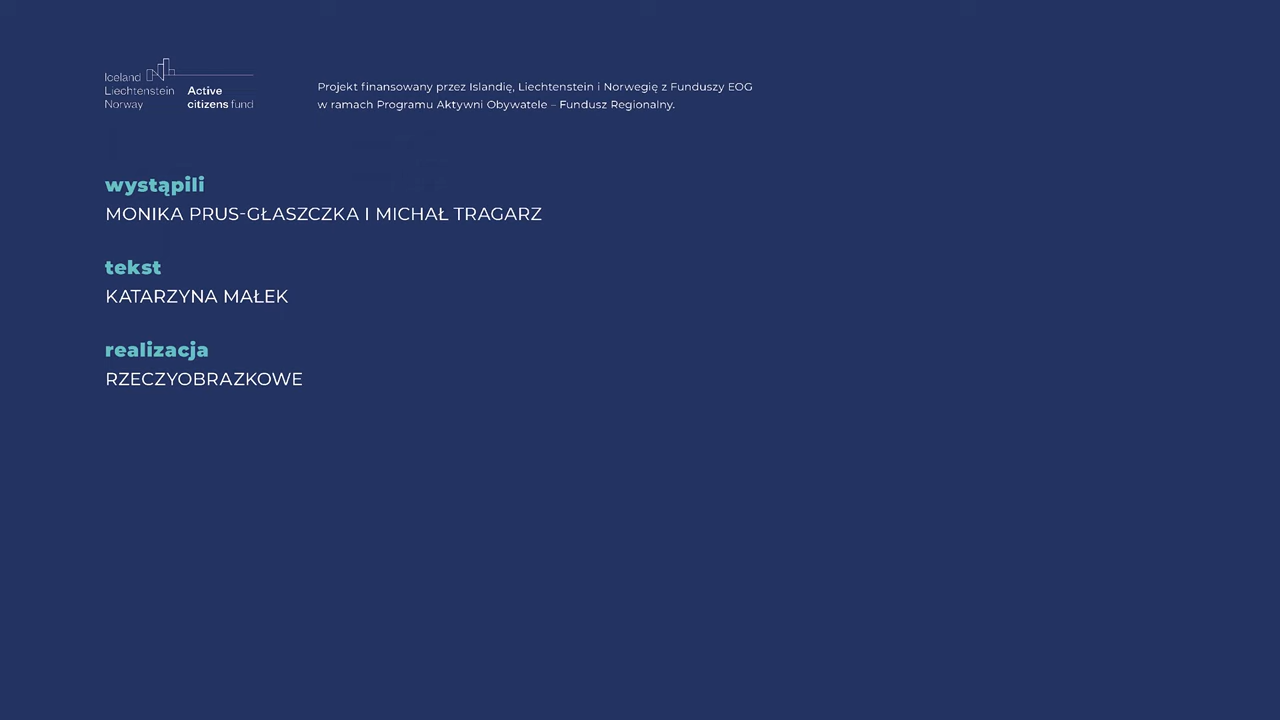 Iceland
Liechtenstein
Norway
Active
citizens fund
Projekt finansowany przez Islandię, Liechtenstein i Norwegię z Funduszy EOG
w ramach Programu Aktywni Obywatele – Fundusz Regionalny.
wystąpili
MONIKA PRUS-GŁASZCZKA I MICHAŁ TRAGARZ
tekst
KATARZYNA MAŁEK
realizacja
RZECZYOBRAZKOWE